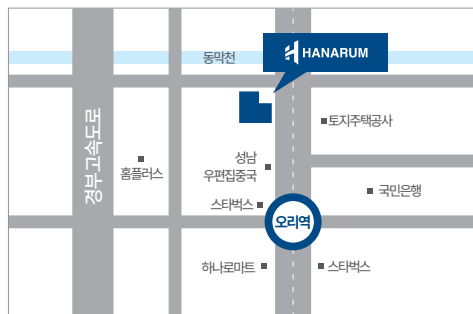 동막천
HANARUM
경부고속도로
토지주택공사
홈플러스
성남
우편집중국
국민은행
스타벅스
오리역
하나로마트
스타벅스